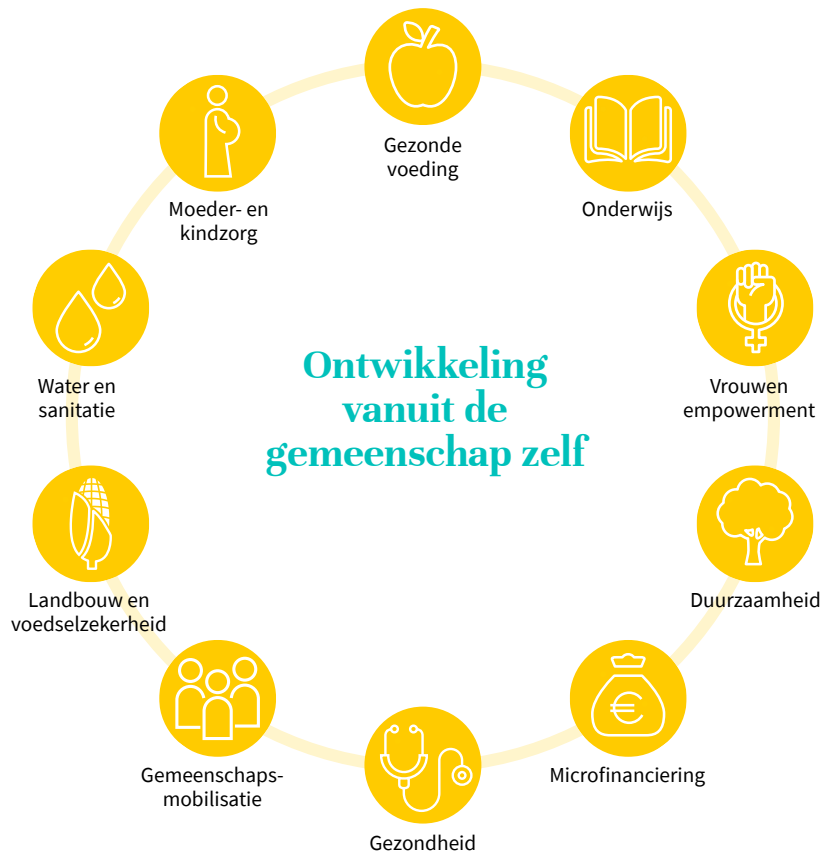 Gezonde
voeding
Onderwijs
Vrouwen
empowerment
Duurzaamheid
€
Microfinanciering
Gezondheid
Gemeenschaps-
mobilisatie
Landbouw en
voedselzekerheid
Water en
sanitatie
Moeder- en
kindzorg
Ontwikkeling
vanuit de
gemeenschap zelf